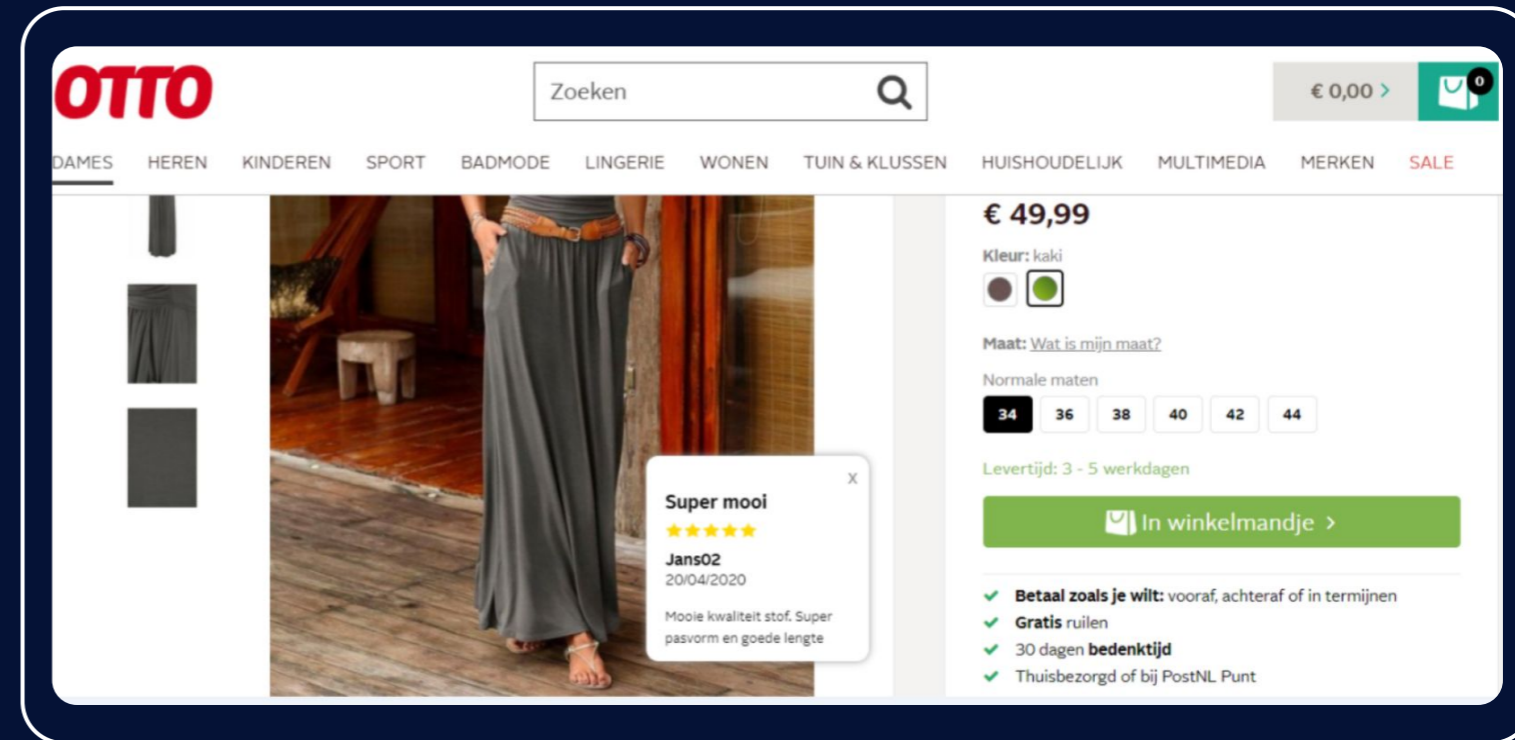 OTTO
Zoeken
€ 0,00 >
0
DAMES HEREN KINDEREN SPORT BADMODE LINGERIE WONEN TUIN & KLUSSEN HUISHOUDELIJK MULTIMEDIA MERKEN SALE
€ 49,99
Kleur: kaki
Maat: Wat is mijn maat?
Normale maten
34 36 38 40 42 44
Levertijd: 3 - 5 werkdagen
In winkelmandje >
Betaal zoals je wilt: vooraf, achteraf of in termijnen
Gratis ruilen
30 dagen bedenktijd
Thuisbezorgd of bij PostNL Punt
X
Super mooi
Jans02
20/04/2020
Mooie kwaliteit stof. Super
pasvorm en goede lengte